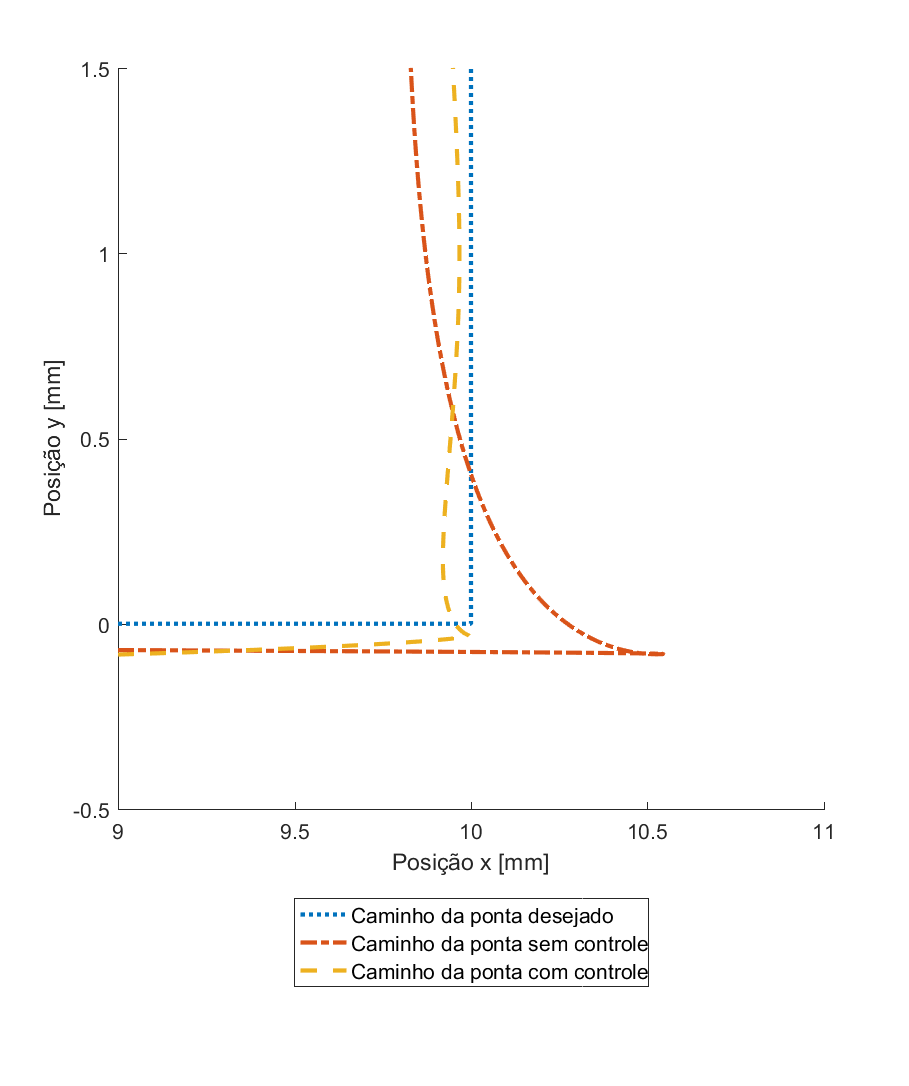 1.5
1
0.5
0
-0.5
Posição y [mm]
9
9.5
10
10.5
11
Posição x [mm]
Caminho da ponta desejado
Caminho da ponta sem controle
Caminho da ponta com controle